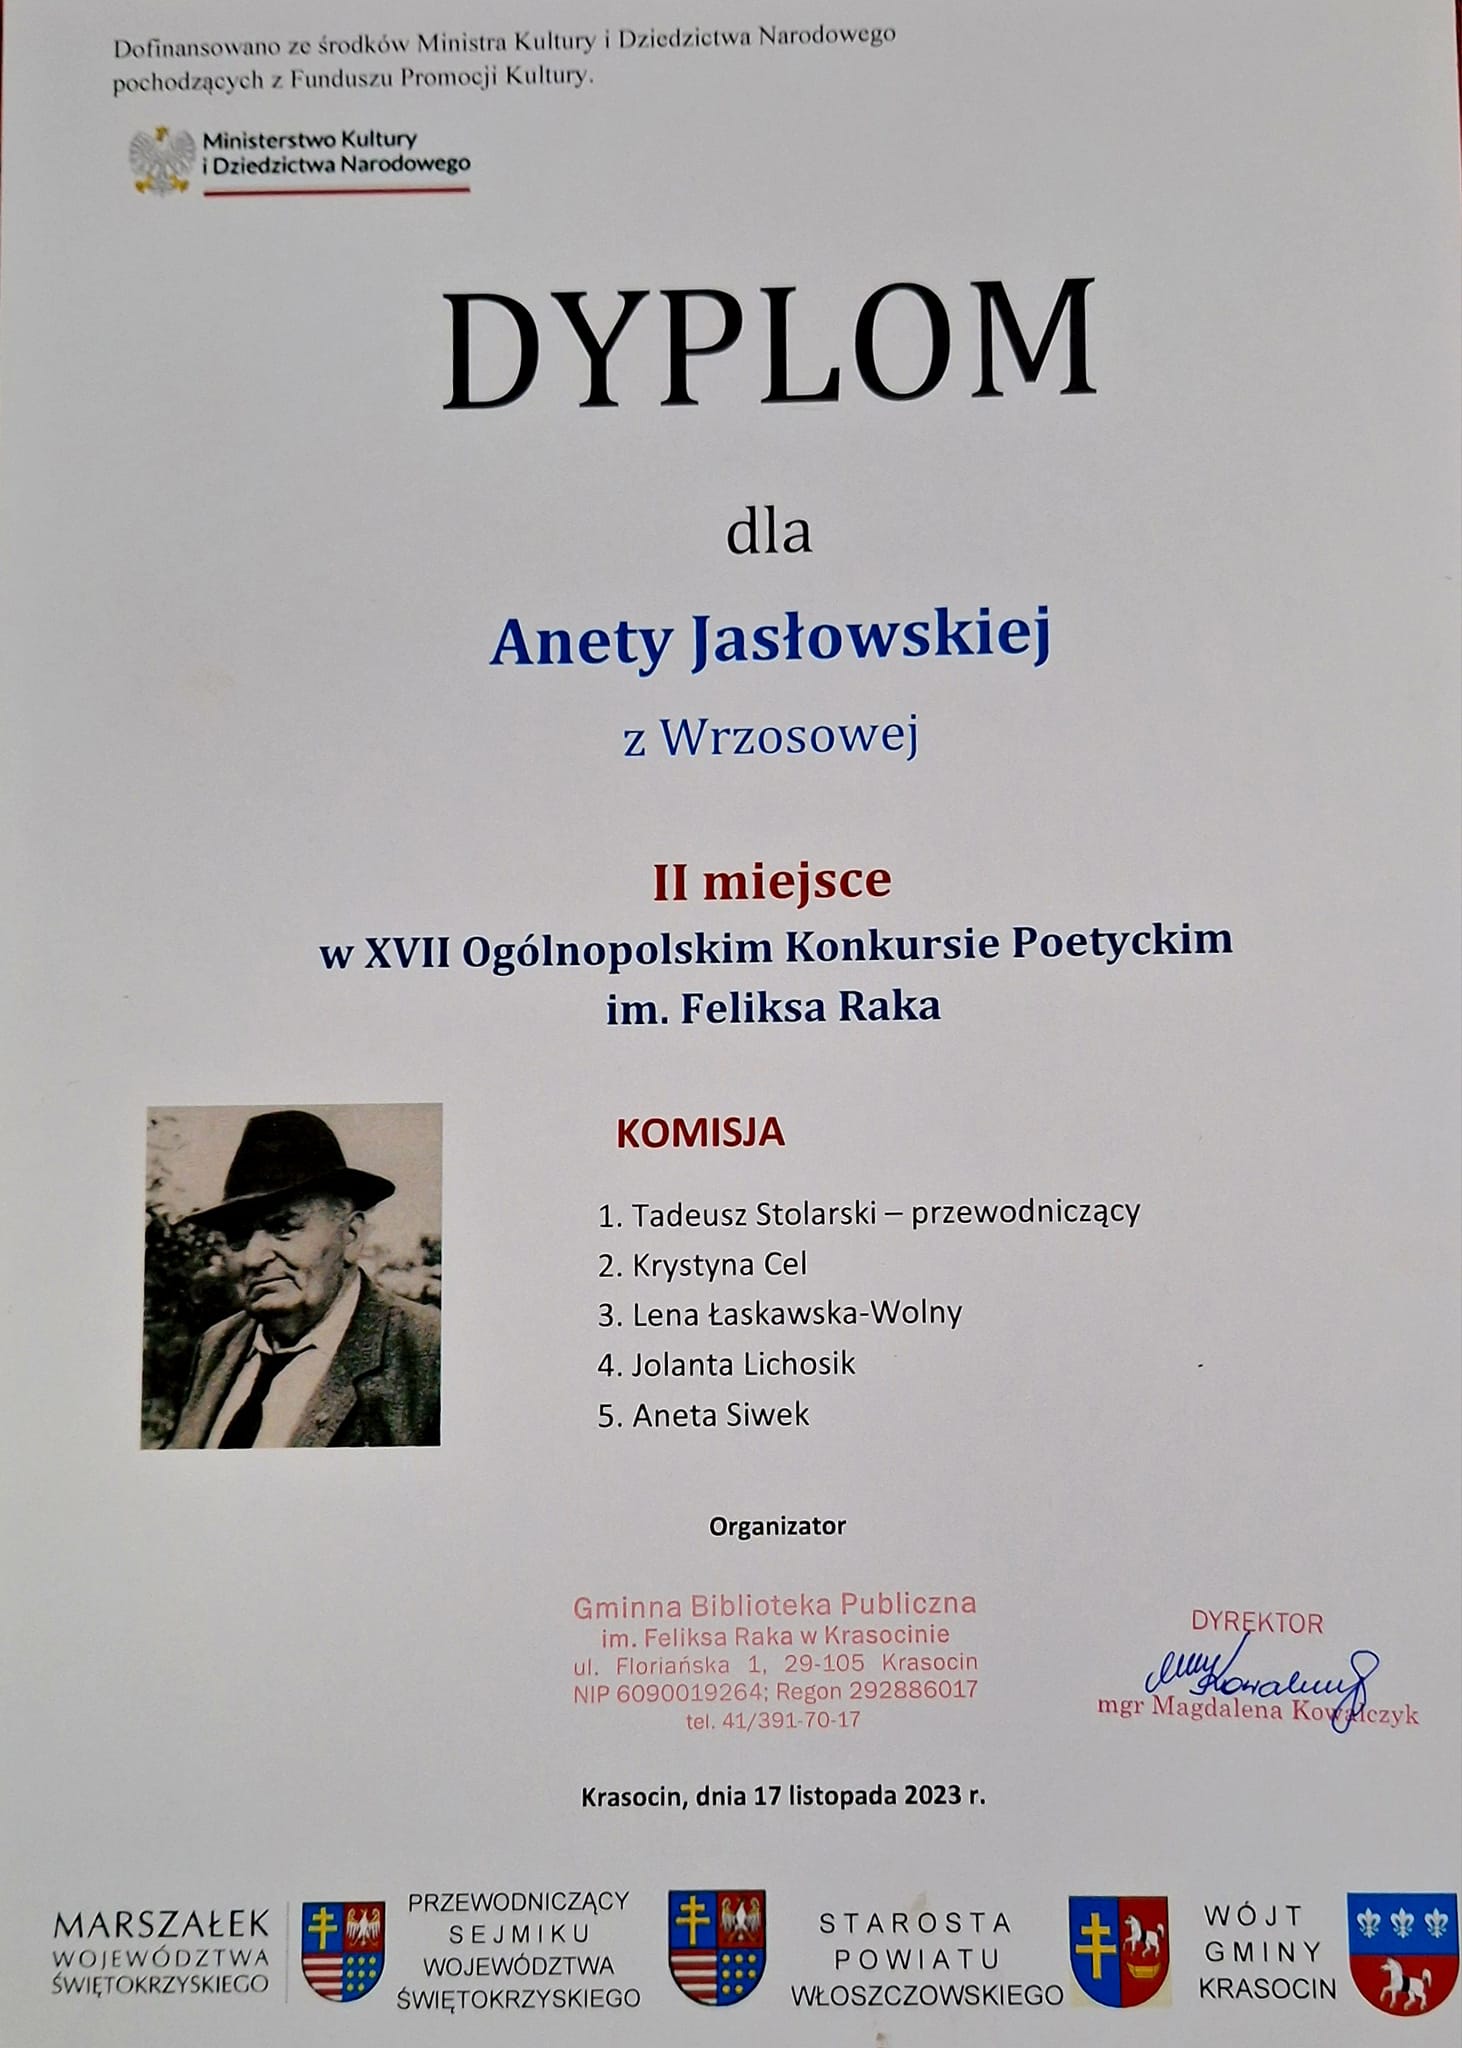 Dofinansowano ze środków Ministra Kultury i Dziedzictwa Narodowego
pochodzących z Funduszu Promocji Kultury.
Ministerstwo Kultury
i Dziedzictwa Narodowego
DYPLOM
dla
Anety Jasłowskiej
z Wrzosowej
II miejsce
w XVII Ogólnopolskim Konkursie Poetyckim
im. Feliksa Raka
KOMISJA
1. Tadeusz Stolarski – przewodniczący
2. Krystyna Cel
3. Lena Łaskawska-Wolny
4. Jolanta Lichosik
5. Aneta Siwek
Organizator
Gminna Biblioteka Publiczna
im. Feliksa Raka w Krasocinie
ul. Floriańska 1, 29-105 Krasocin
NIP 6090019264; Regon 292886017
tel. 41/391-70-17
DYREKTOR
mgr Magdalena Kowalczyk
Krasocin, dnia 17 listopada 2023 r.
MARSZAŁEK
WOJEWÓDZTWA
ŚWIĘTOKRZYSKIEGO
PRZEWODNICZĄCY
SEJMIKU
WOJEWÓDZTWA
ŚWIĘTOKRZYSKIEGO
STAROSTA
POWIATU
WŁOSZCZOWSKIEGO
WÓJT
GMINY
KRASOCIN